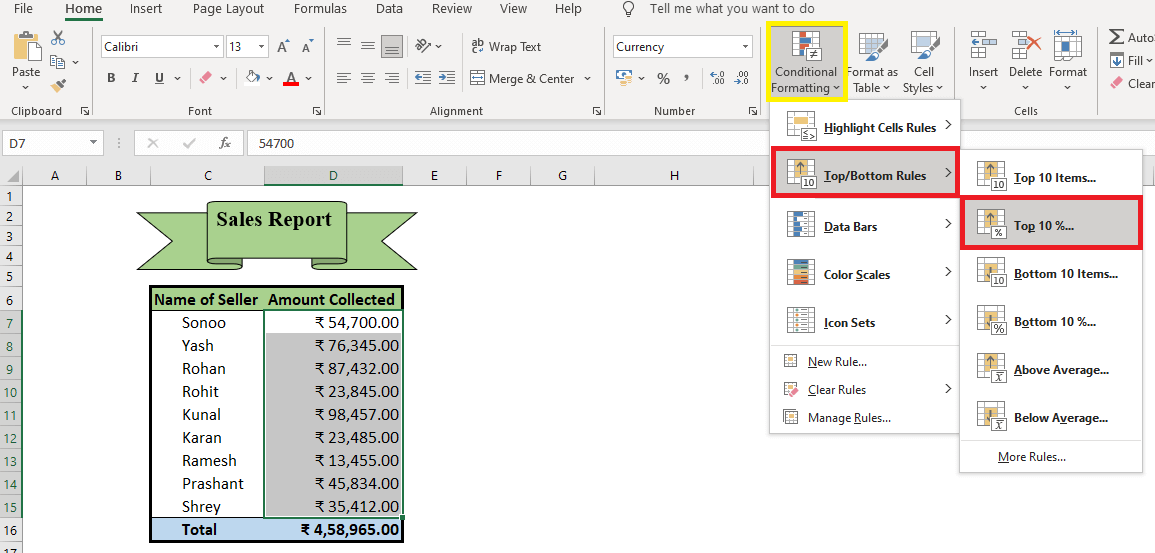 File Home Insert Page Layout Formulas Data Review View Help Tell me what you want to do
Paste
Clipboard
Calibri 13 A A
B I U A
Font
ab Wrap Text
Merge & Center
Alignment
Currency
% , .00 .00
Number
Conditional Formatting
Format as Table
Cell Styles
Insert Delete Format
Cells
Auto
Fill
Clear
D7 fx 54700
A B C D E F G H
1
2 Sales Report
3
4
5
6 Name of Seller Amount Collected
7 Sonoo ₹ 54,700.00
8 Yash ₹ 76,345.00
9 Rohan ₹ 87,432.00
10 Rohit ₹ 23,845.00
11 Kunal ₹ 98,457.00
12 Karan ₹ 23,485.00
13 Ramesh ₹ 13,455.00
14 Prashant ₹ 45,834.00
15 Shrey ₹ 35,412.00
16 Total ₹ 4,58,965.00
17
Highlight Cells Rules
Top/Bottom Rules
Data Bars
Color Scales
Icon Sets
New Rule...
Clear Rules
Manage Rules...
Top 10 Items...
Top 10 %...
Bottom 10 Items...
Bottom 10 %...
Above Average...
Below Average...
More Rules...